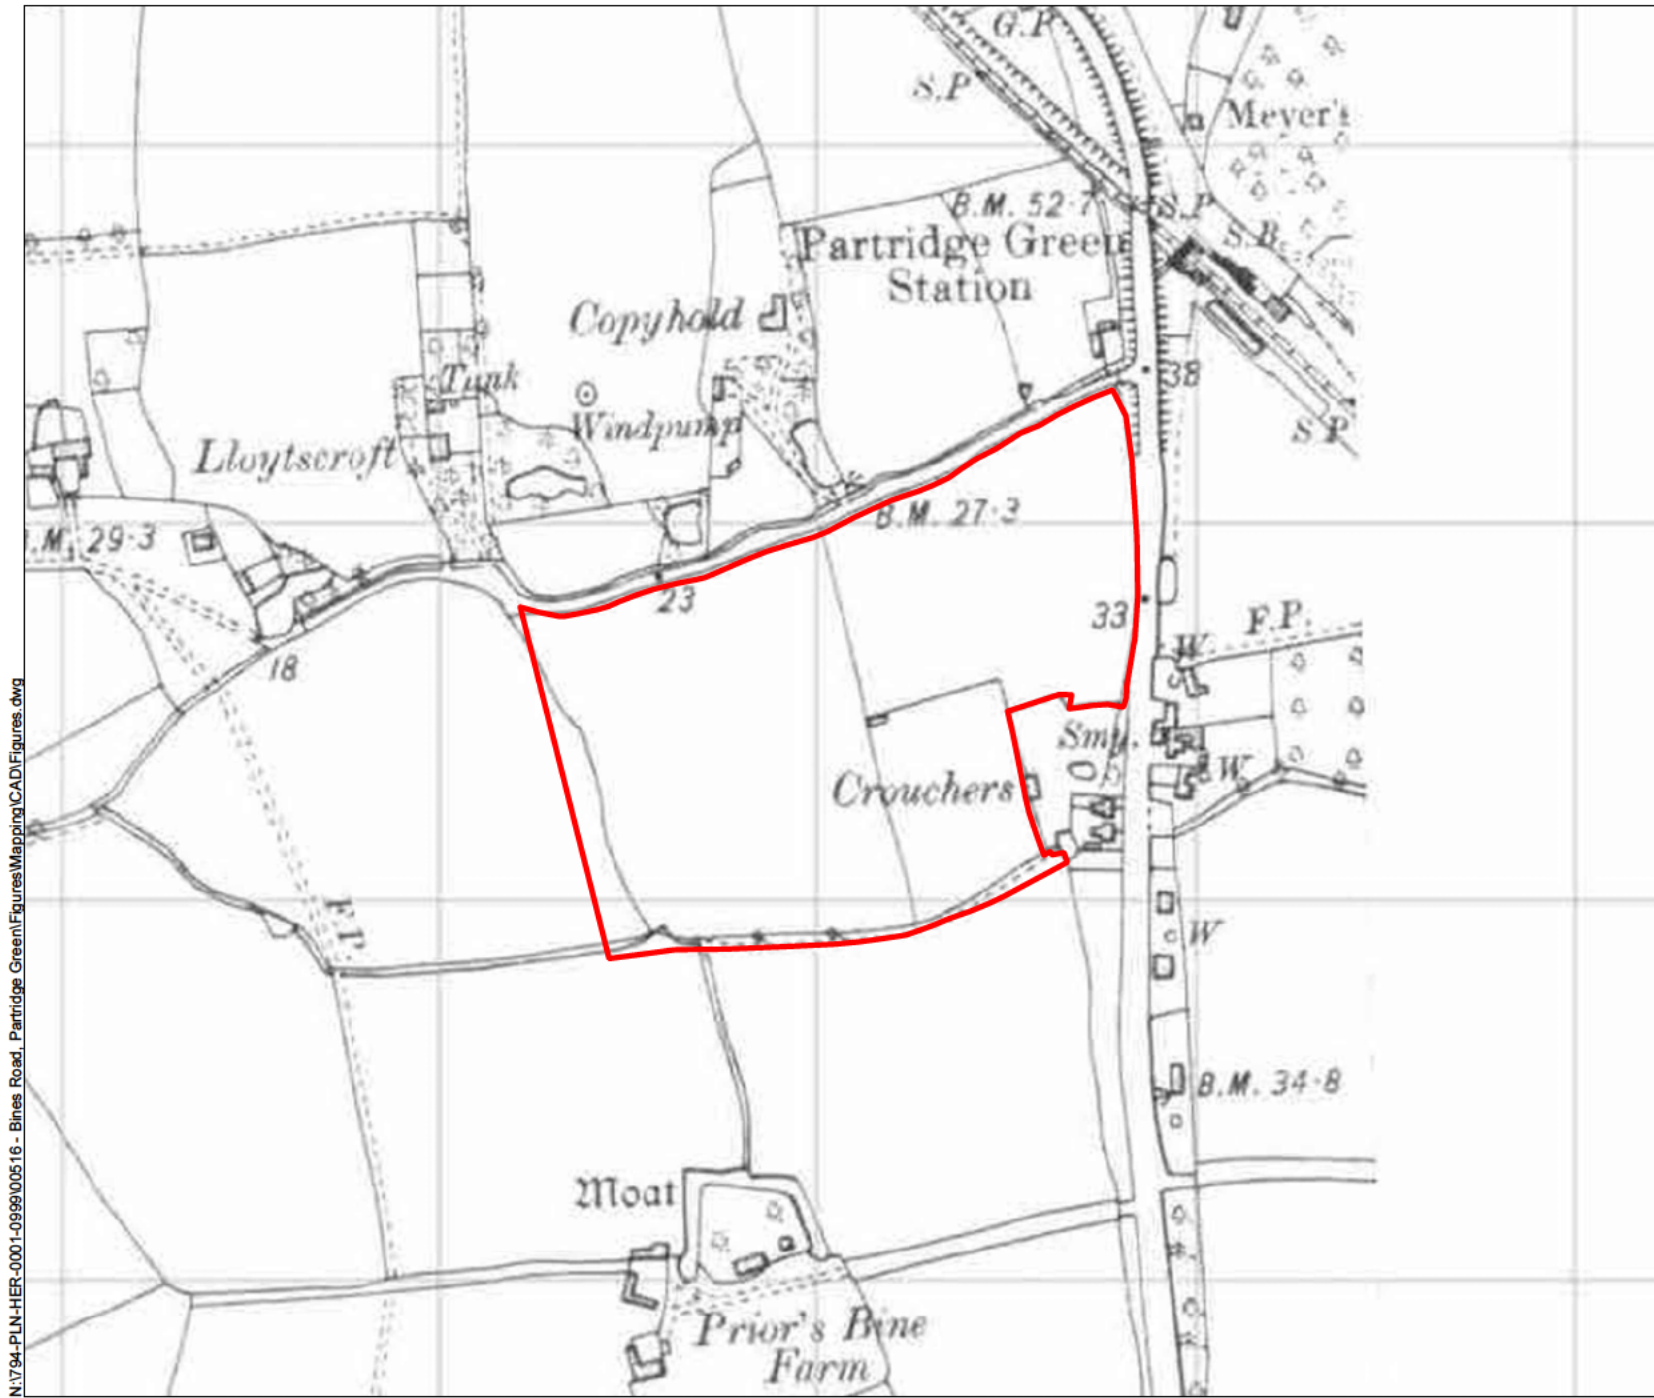 G.P
S.P
Meyer's
B.M. 52·7
S.P
Partridge Green
Station
S.B.
Copyhold
38
Tank
Windpump
S.P
Lloytscroft
B.M. 27·3
B.M. 29·3
23
33
F.P.
W
18
Smy.
Crouchers
W
F.P.
W
B.M. 34·8
Moat
Prior's Bine
Farm
N:\794-PLN-HER-0001-0999\00516 - Bines Road, Partridge Green\Figures\Mapping\CAD\Figures.dwg